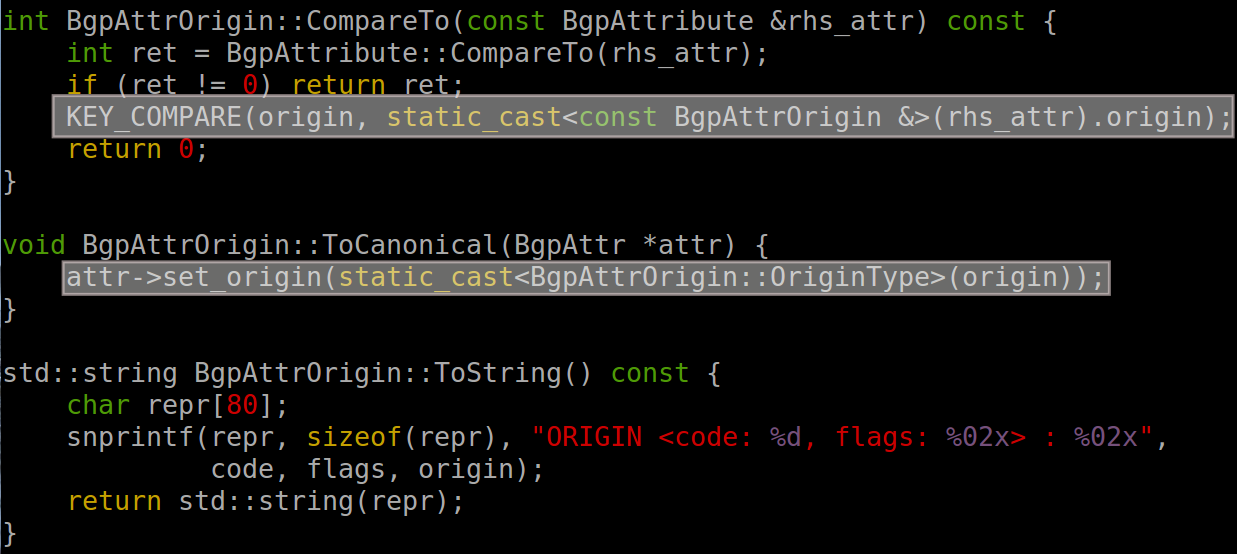 int BgpAttrOrigin::CompareTo(const BgpAttribute &rhs_attr) const {
    int ret = BgpAttribute::CompareTo(rhs_attr);
    if (ret != 0) return ret;
    KEY_COMPARE(origin, static_cast<const BgpAttrOrigin &>(rhs_attr).origin);
    return 0;
}

void BgpAttrOrigin::ToCanonical(BgpAttr *attr) {
    attr->set_origin(static_cast<BgpAttrOrigin::OriginType>(origin));
}

std::string BgpAttrOrigin::ToString() const {
    char repr[80];
    snprintf(repr, sizeof(repr), "ORIGIN <code: %d, flags: %02x> : %02x",
             code, flags, origin);
    return std::string(repr);
}